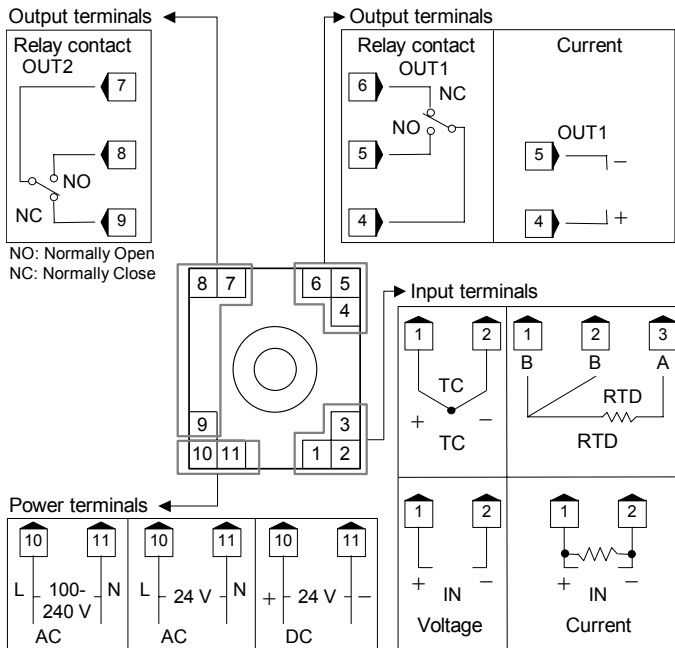 Output terminals
Relay contact
OUT2
7
8
NO
NC
9
NO: Normally Open
NC: Normally Close
Output terminals
Relay contact
OUT1
6
NC
NO
5
4
Current
OUT1
5
−
4
+
8 7
6 5
4
9
3
10 11
1 2
Input terminals
1 2
TC
+ −
TC
1 2 3
B B A
RTD
RTD
1 2
+ −
IN
Voltage
1 2
+ −
IN
Current
Power terminals
10 11
L 100- N
240 V
AC
10 11
L 24 V N
AC
10 11
+ 24 V −
DC